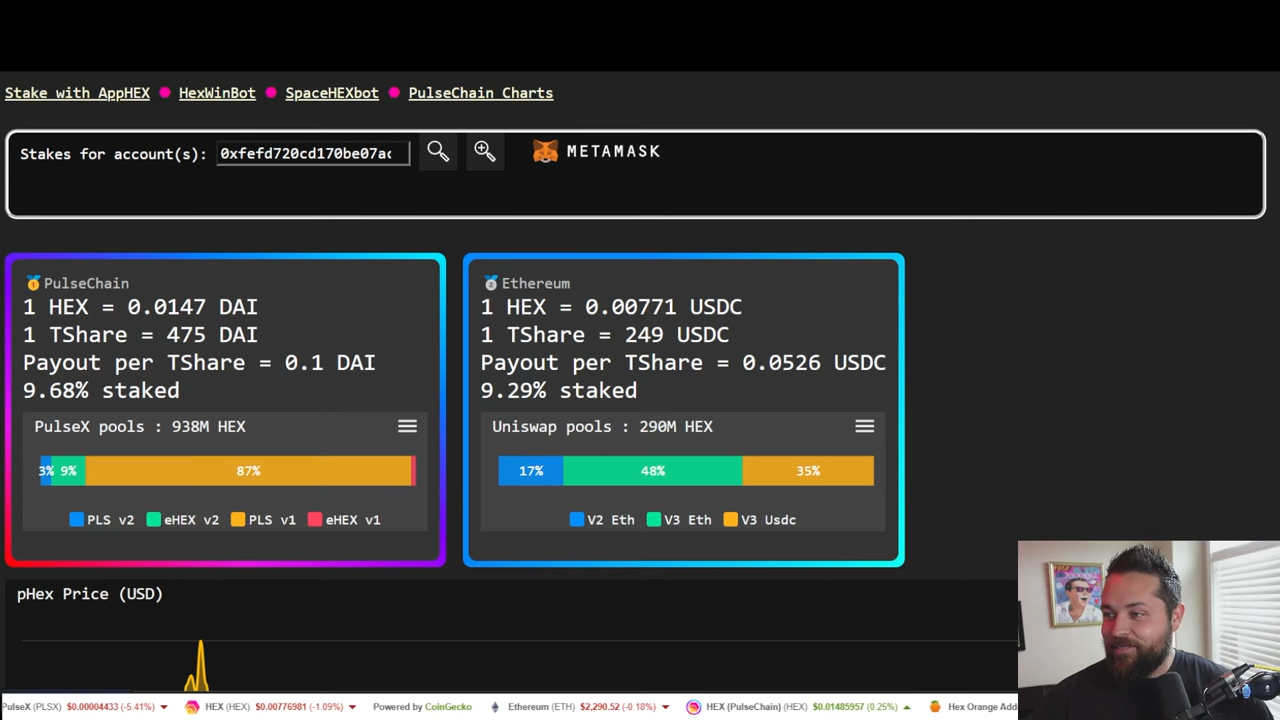 Stake with AppHEX HexWinBot SpaceHEXbot PulseChain Charts
Stakes for account(s): 0xfefd720cd170be07ac METAMASK
PulseChain
1 HEX = 0.0147 DAI
1 TShare = 475 DAI
Payout per TShare = 0.1 DAI
9.68% staked
PulseX pools : 938M HEX
3% 9% 87%
PLS v2 eHEX v2 PLS v1 eHEX v1
Ethereum
1 HEX = 0.00771 USDC
1 TShare = 249 USDC
Payout per TShare = 0.0526 USDC
9.29% staked
Uniswap pools : 290M HEX
17% 48% 35%
V2 Eth V3 Eth V3 Usdc
pHex Price (USD)
PulseX (PLSX) $0.00004433 (-5.41%) HEX (HEX) $0.00776981 (-1.09%) Powered by CoinGecko Ethereum (ETH) $2,290.52 (-0.18%) HEX (PulseChain) (HEX) $0.01485957 (0.25%) Hex Orange Add